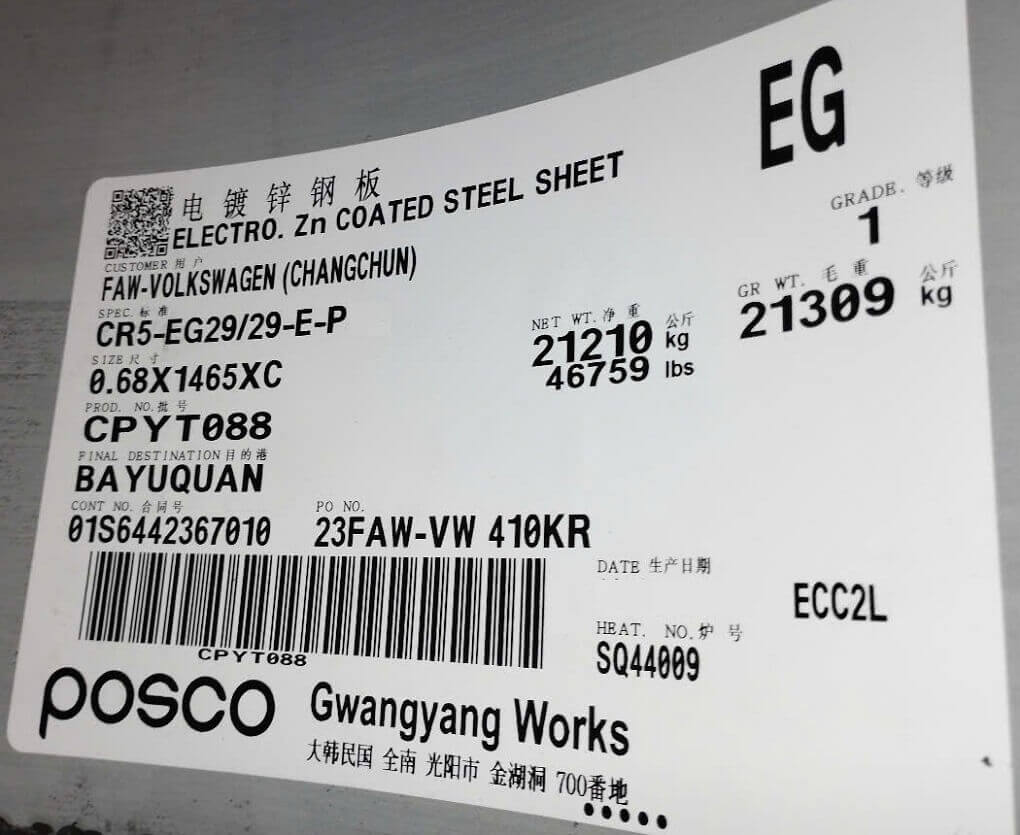 EG
电镀锌钢板
ELECTRO. Zn COATED STEEL SHEET
GRADE. 等级
1
CUSTOMER 用户
FAW-VOLKSWAGEN (CHANGCHUN)
SPEC. 标准
CR5-EG29/29-E-P
NET WT. 净重 公斤
21210 kg
46759 lbs
GR WT. 毛重 公斤
21309 kg
SIZE 尺寸
0.68X1465XC
PROD. NO. 批号
CPYT088
FINAL DESTINATION 目的港
BAYUQUAN
CONT NO. 合同号
01S6442367010
PO NO.
23FAW-VW 410KR
DATE 生产日期
ECC2L
HEAT. NO. 炉号
SQ44009
CPYT088
posco
Gwangyang Works
大韩民国 全南 光阳市 金湖洞 700番地